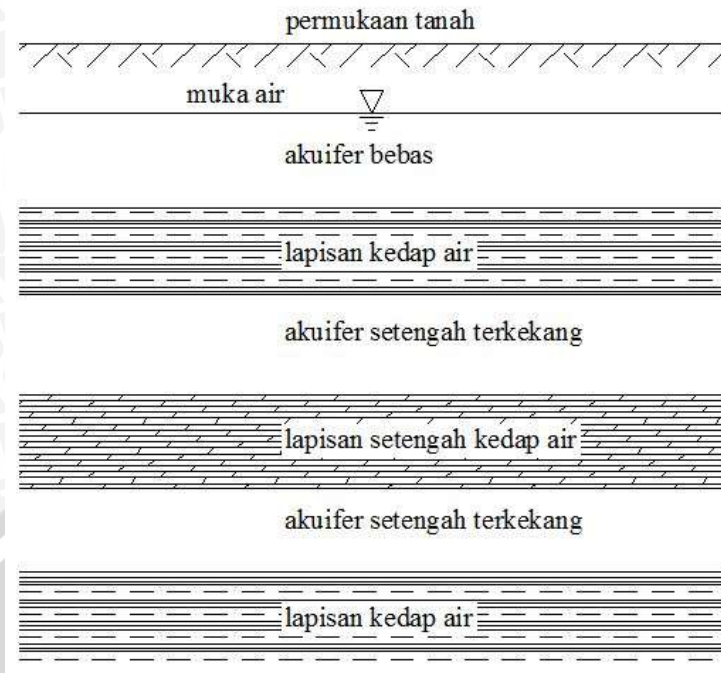 permukaan tanah
muka air
akuifer bebas
lapisan kedap air
akuifer setengah terkekang
lapisan setengah kedap air
akuifer setengah terkekang
lapisan kedap air